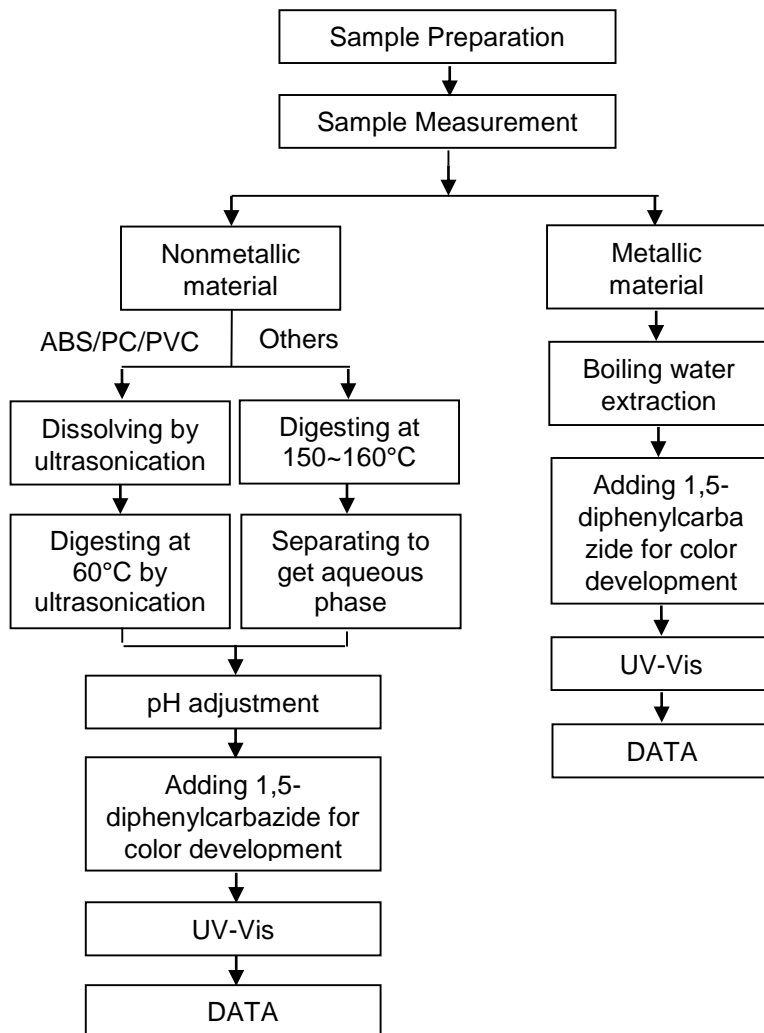 Sample Preparation
Sample Measurement
Nonmetallic
material
ABS/PC/PVC
Others
Dissolving by
ultrasonication
Digesting at
150~160°C
Digesting at
60°C by
ultrasonication
Separating to
get aqueous
phase
pH adjustment
Adding 1,5-
diphenylcarbazide for
color development
UV-Vis
DATA
Metallic
material
Boiling water
extraction
Adding 1,5-
diphenylcarba
zide for color
development
UV-Vis
DATA